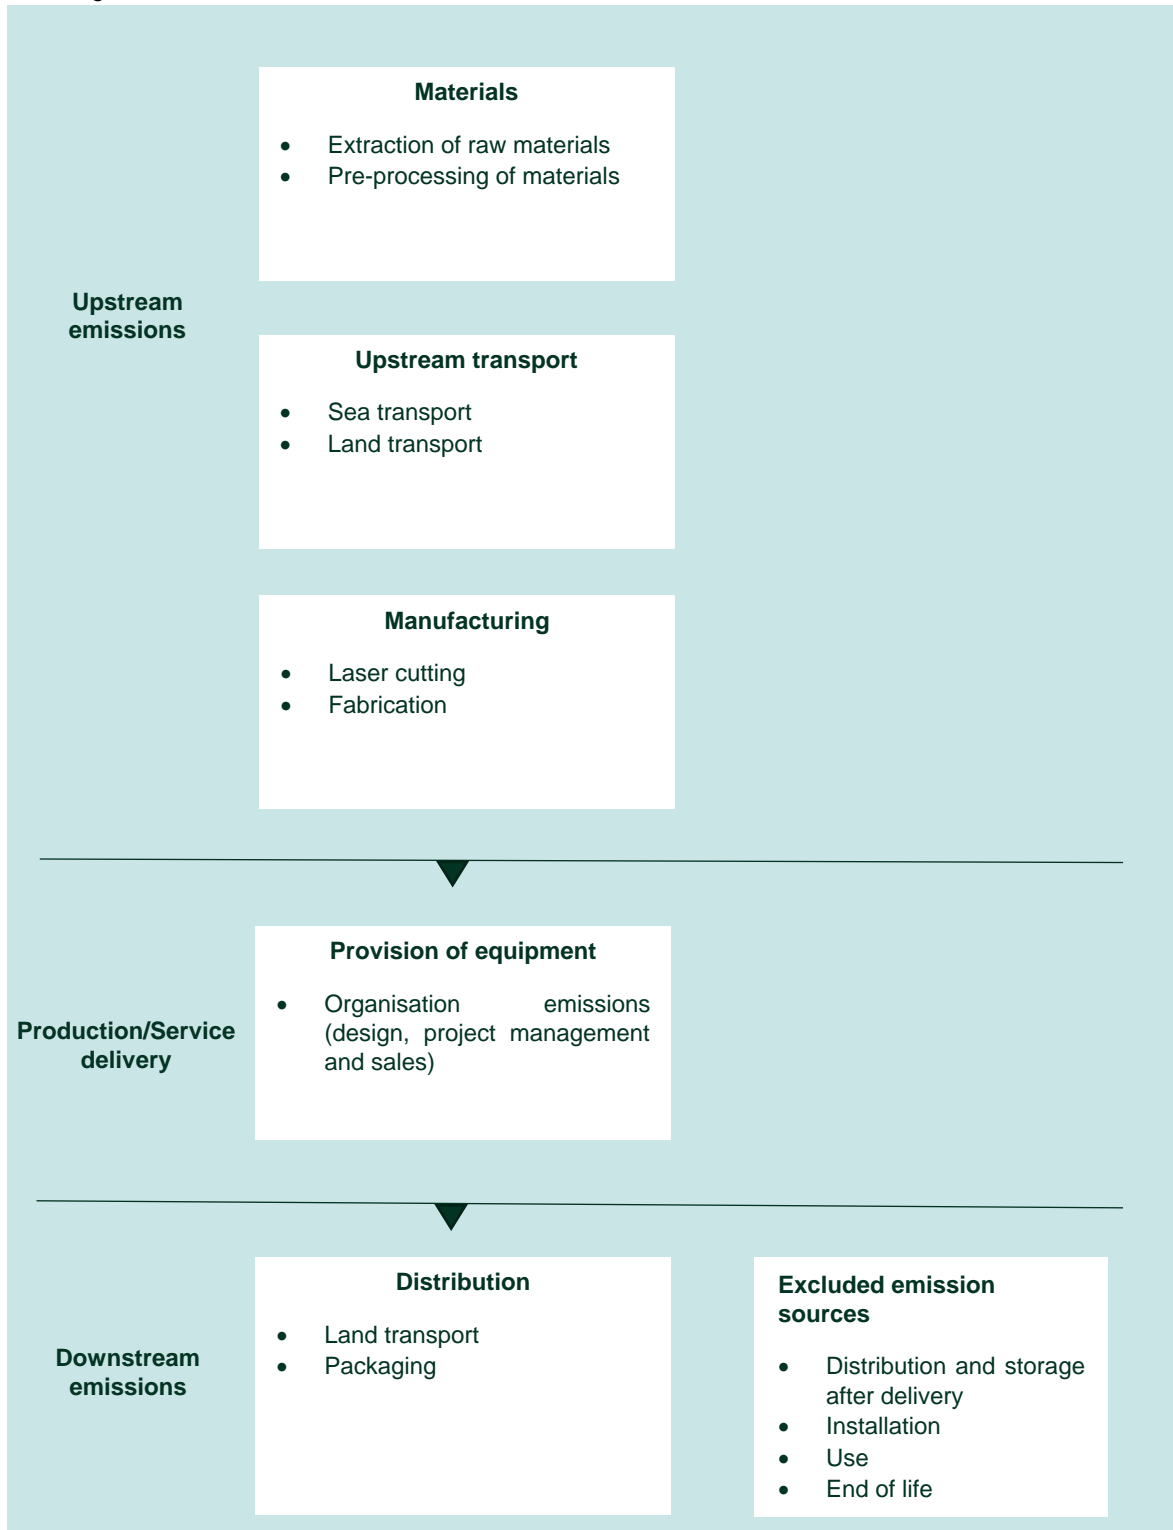 Materials
• Extraction of raw materials
• Pre-processing of materials
Upstream
emissions
Upstream transport
• Sea transport
• Land transport
Manufacturing
• Laser cutting
• Fabrication
Provision of equipment
• Organisation emissions
(design, project management
and sales)
Production/Service
delivery
Distribution
• Land transport
• Packaging
Downstream
emissions
Excluded emission
sources
• Distribution and storage
after delivery
• Installation
• Use
• End of life